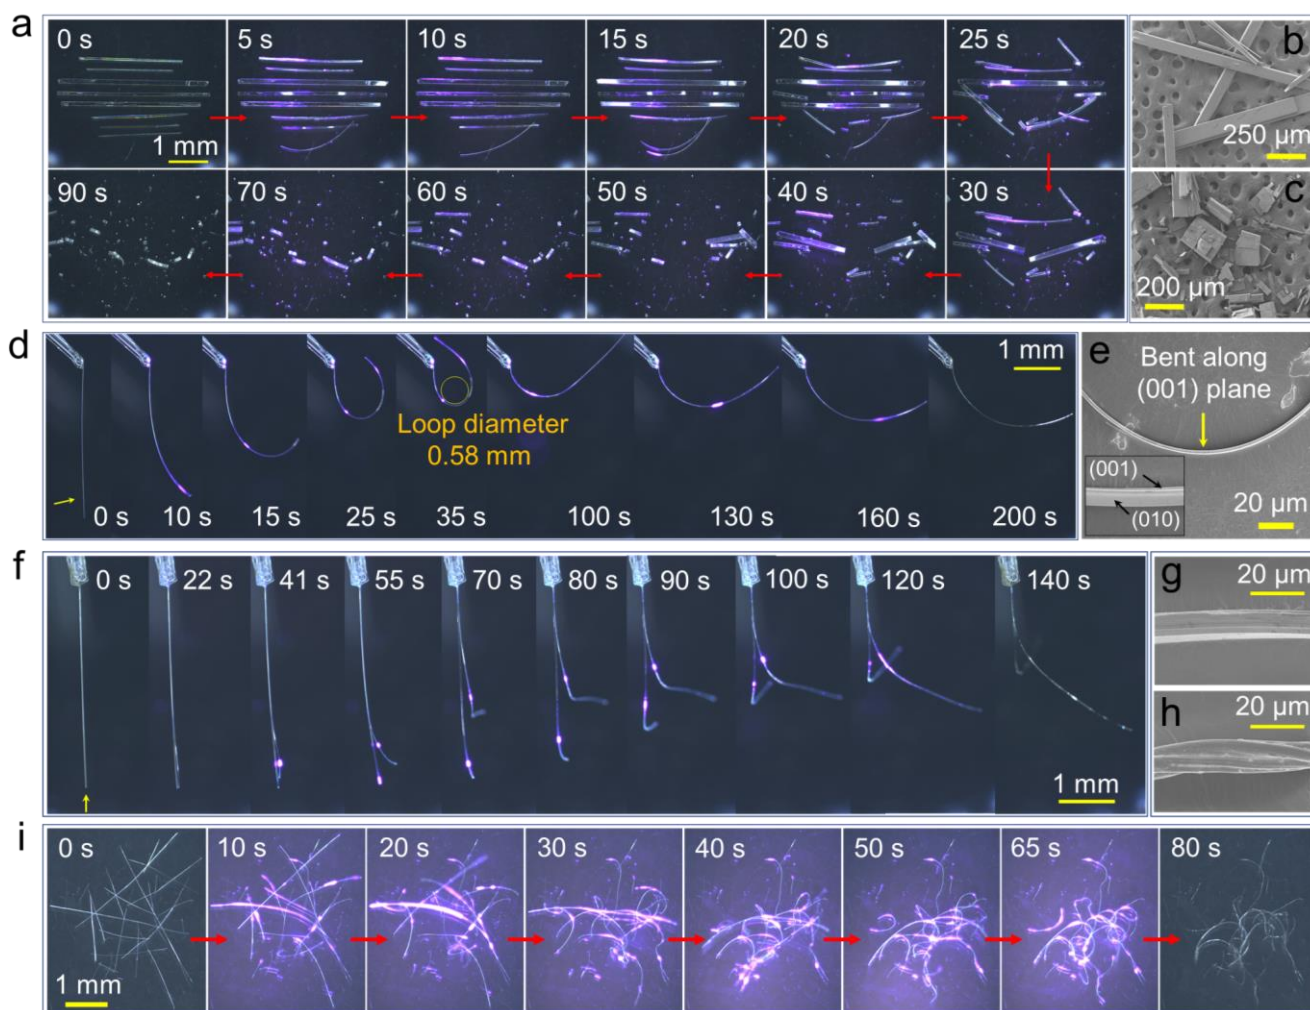 a
0 s
5 s
10 s
15 s
20 s
25 s
1 mm
90 s
70 s
60 s
50 s
40 s
30 s
b
250 µm
c
200 µm
d
1 mm
Loop diameter
0.58 mm
0 s
10 s
15 s
25 s
35 s
100 s
130 s
160 s
200 s
e
Bent along
(001) plane
(001)
(010)
20 µm
f
0 s
22 s
41 s
55 s
70 s
80 s
90 s
100 s
120 s
140 s
1 mm
g
20 µm
h
20 µm
i
0 s
10 s
20 s
30 s
40 s
50 s
65 s
80 s
1 mm